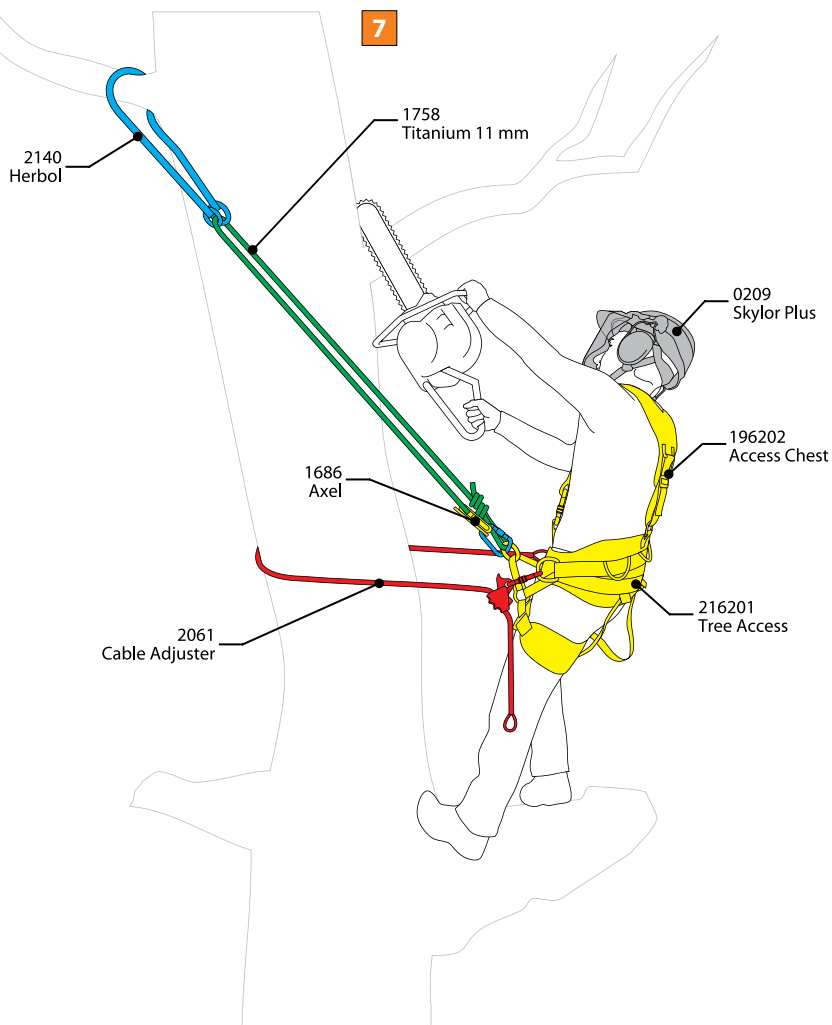 7
1758
Titanium 11 mm
2140
Herbol
0209
Skylor Plus
196202
Access Chest
1686
Axel
216201
Tree Access
2061
Cable Adjuster